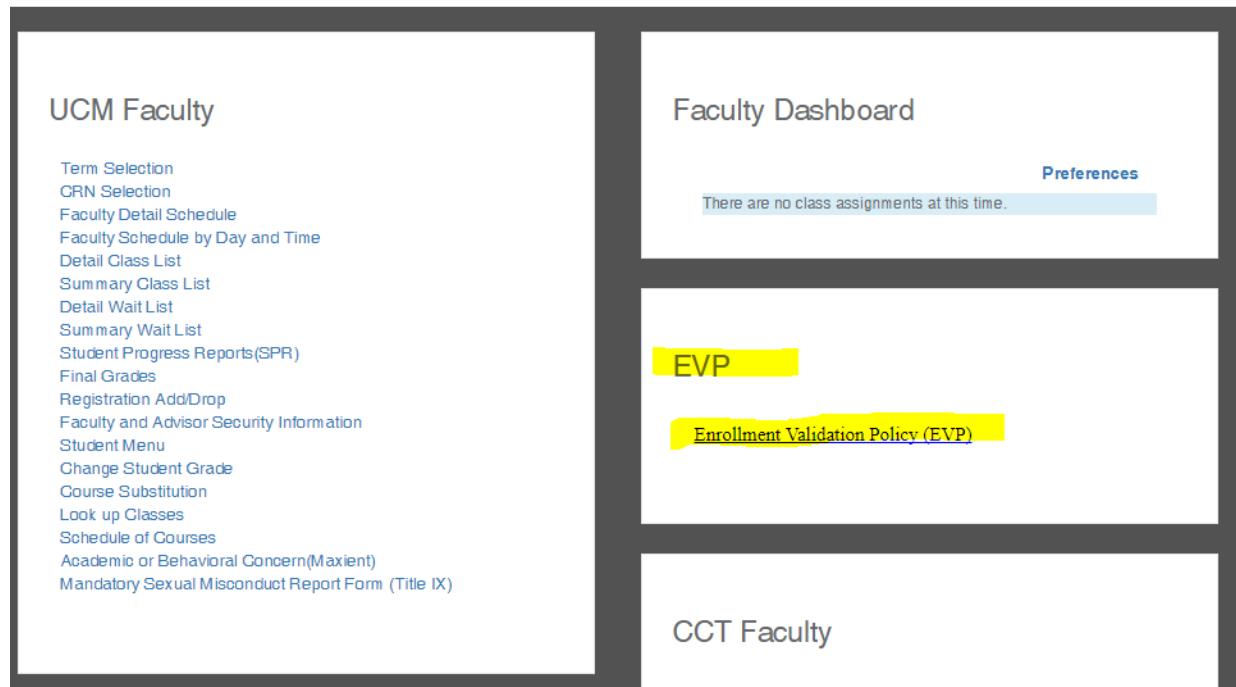 UCM Faculty
Term Selection
CRN Selection
Faculty Detail Schedule
Faculty Schedule by Day and Time
Detail Class List
Summary Class List
Detail Wait List
Summary Wait List
Student Progress Reports(SPR)
Final Grades
Registration Add/Drop
Faculty and Advisor Security Information
Student Menu
Change Student Grade
Course Substitution
Look up Classes
Schedule of Courses
Academic or Behavioral Concern(Maxient)
Mandatory Sexual Misconduct Report Form (Title IX)
Faculty Dashboard
Preferences
There are no class assignments at this time.
EVP
Enrollment Validation Policy (EVP)
CCT Faculty